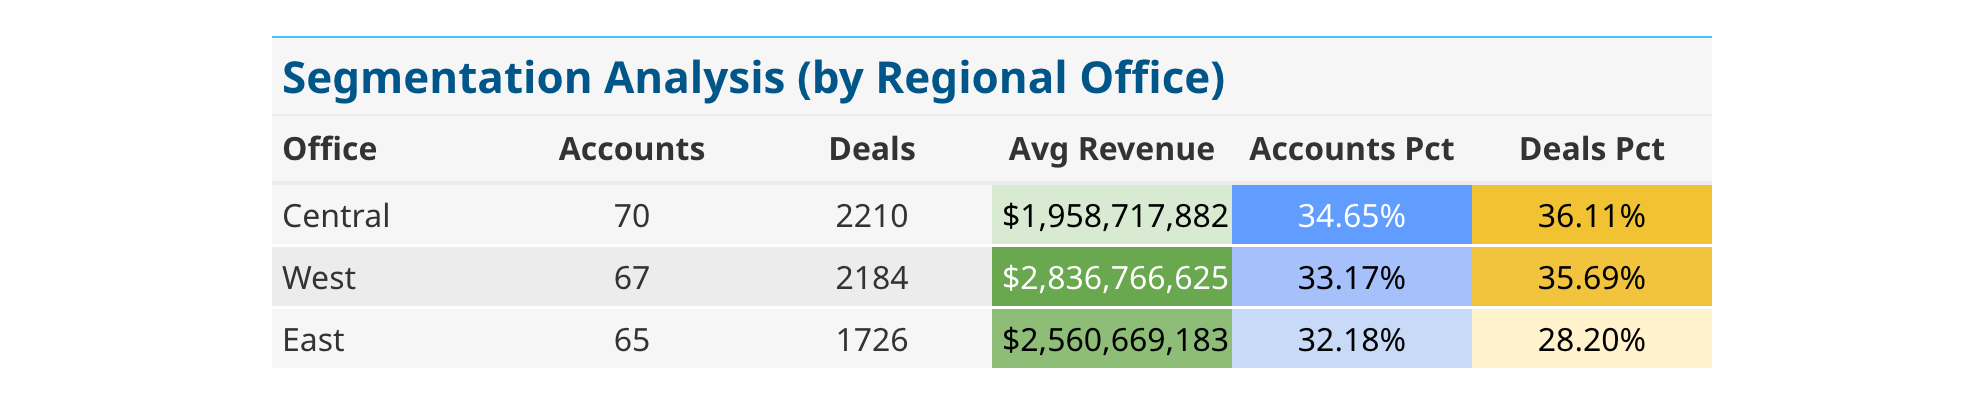 Segmentation Analysis (by Regional Office)
Office Accounts Deals Avg Revenue Accounts Pct Deals Pct
Central 70 2210 $1,958,717,882 34.65% 36.11%
West 67 2184 $2,836,766,625 33.17% 35.69%
East 65 1726 $2,560,669,183 32.18% 28.20%